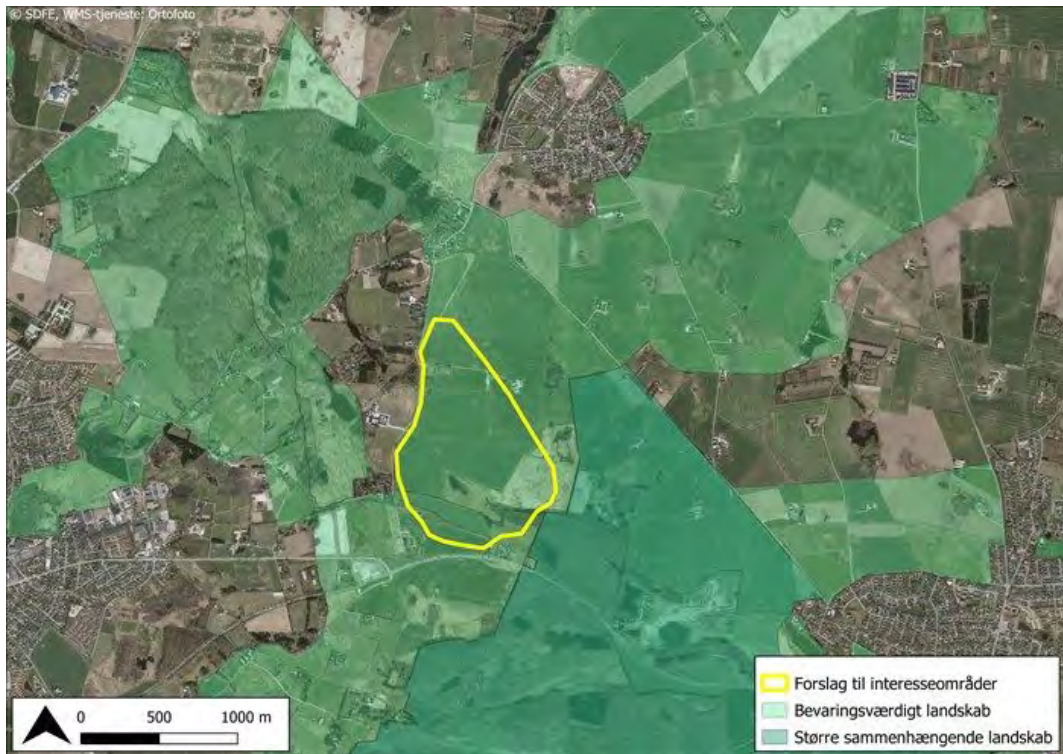 © SDFE, WMS-tjeneste: Ortofoto
0 500 1000 m
Forslag til interesseområder
Bevaringsværdigt landskab
Større sammenhængende landskab